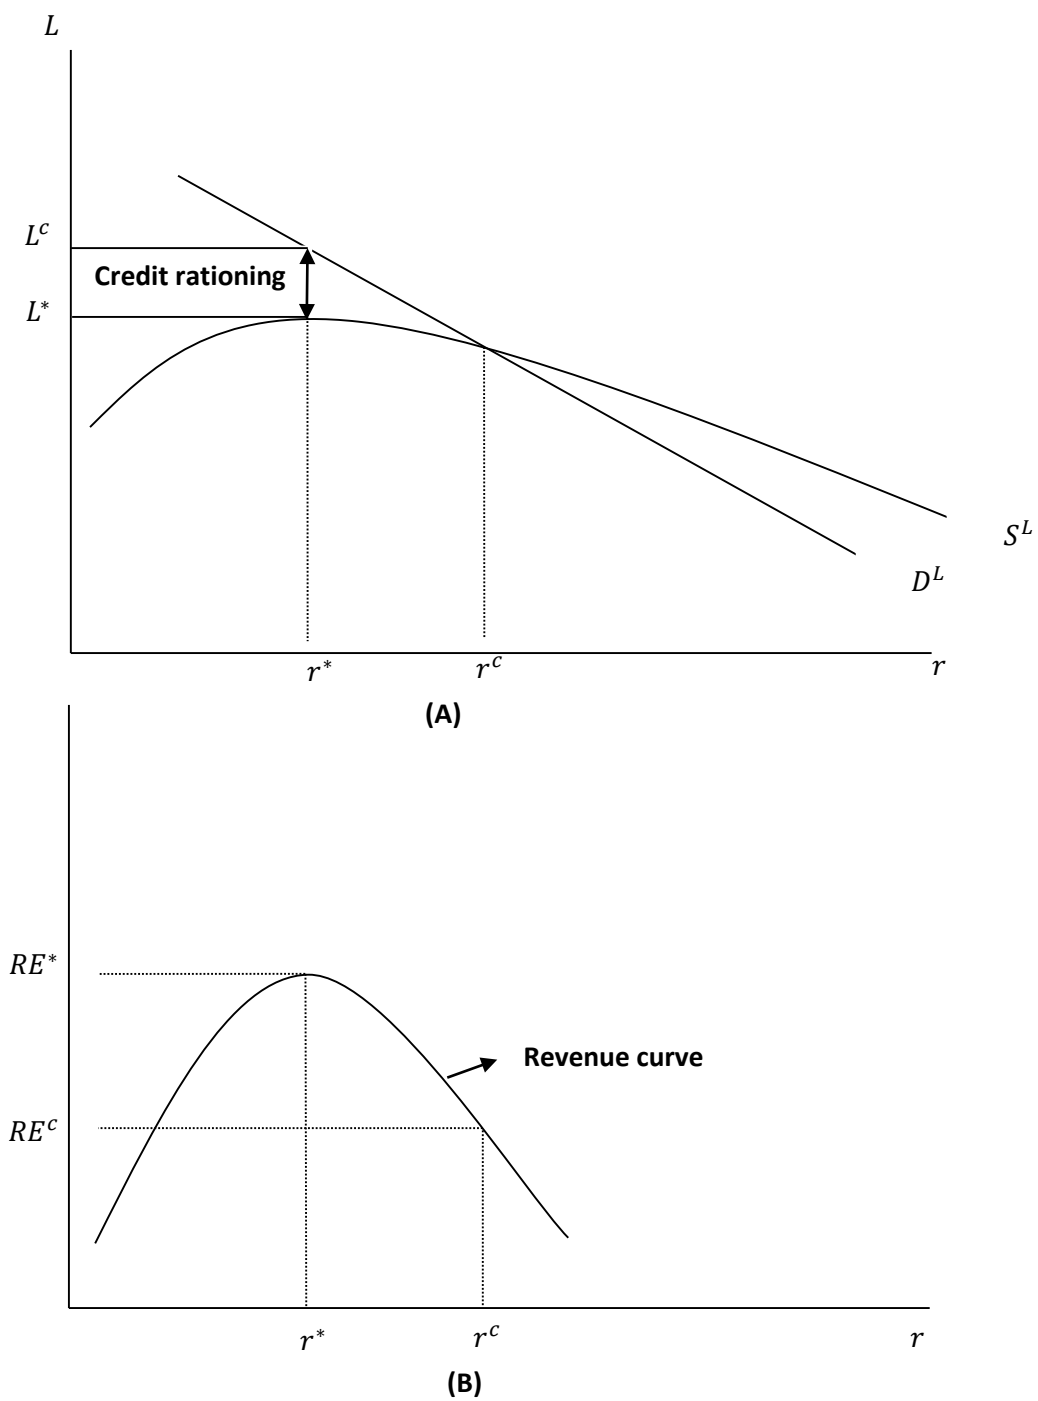 L
L^c
Credit rationing
L*
S^L
D^L
r* r^c r
(A)
RE*
Revenue curve
RE^c
r* r^c r
(B)